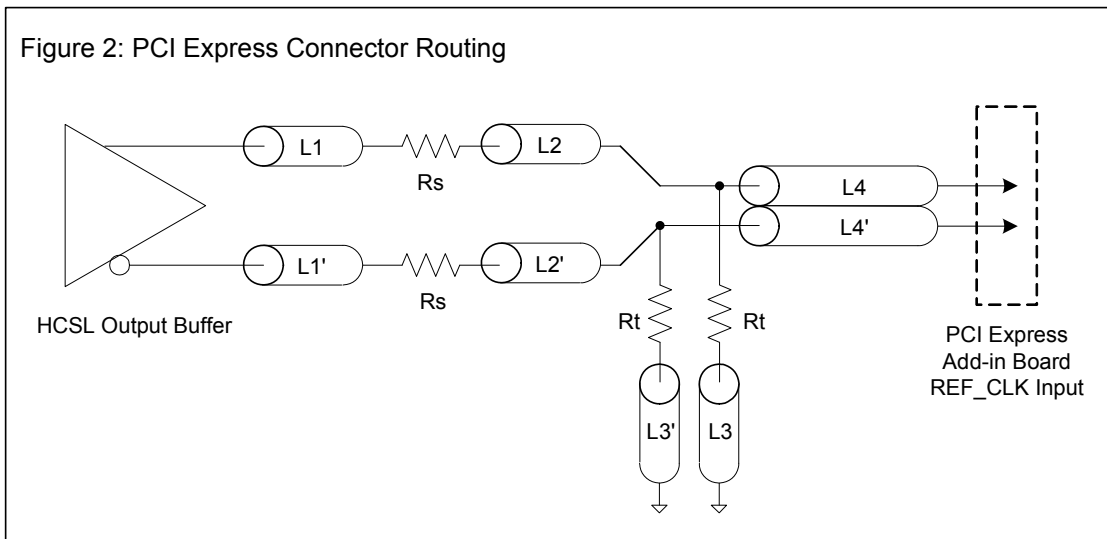 Figure 2: PCI Express Connector Routing
L1
Rs
L2
L4
L4'
L1'
Rs
L2'
HCSL Output Buffer
Rt
Rt
L3'
L3
PCI Express
Add-in Board
REF_CLK Input